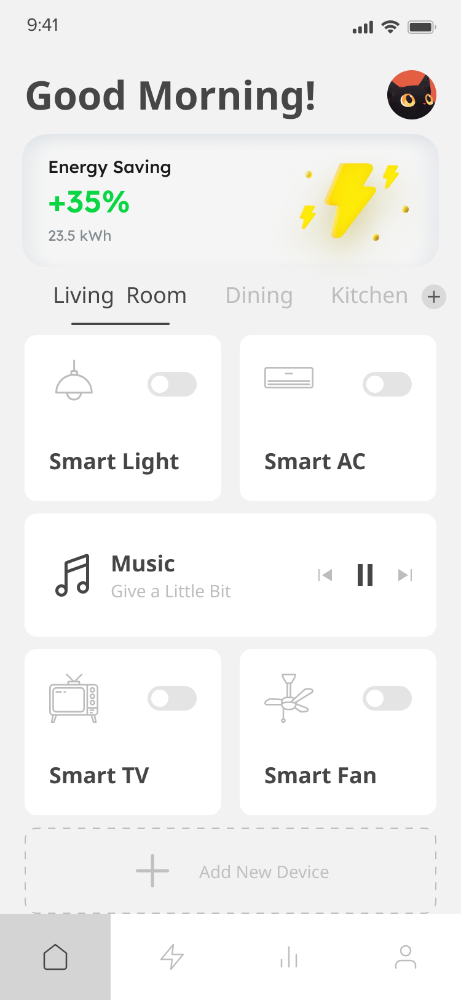 9:41
Good Morning!
Energy Saving
+35%
23.5 kWh
Living Room Dining Kitchen
Smart Light Smart AC
Music
Give a Little Bit
Smart TV Smart Fan
Add New Device